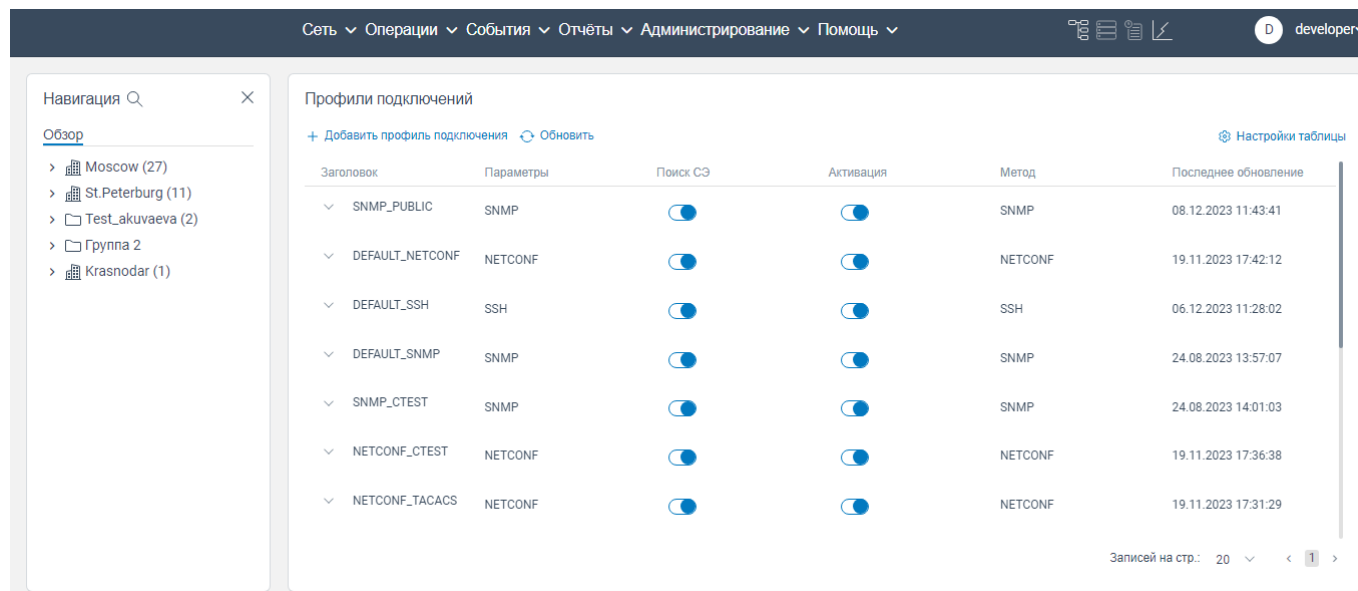 Сеть Операции События Отчёты Администрирование Помощь D developer
Навигация
Обзор
Moscow (27)
St.Peterburg (11)
Test_akuvaeva (2)
Группа 2
Krasnodar (1)
Профили подключений
+ Добавить профиль подключения Обновить Настройки таблицы
Заголовок Параметры Поиск СЭ Активация Метод Последнее обновление
SNMP_PUBLIC SNMP SNMP 08.12.2023 11:43:41
DEFAULT_NETCONF NETCONF NETCONF 19.11.2023 17:42:12
DEFAULT_SSH SSH SSH 06.12.2023 11:28:02
DEFAULT_SNMP SNMP SNMP 24.08.2023 13:57:07
SNMP_CTEST SNMP SNMP 24.08.2023 14:01:03
NETCONF_CTEST NETCONF NETCONF 19.11.2023 17:36:38
NETCONF_TACACS NETCONF NETCONF 19.11.2023 17:31:29
Записей на стр.: 20 < 1 >